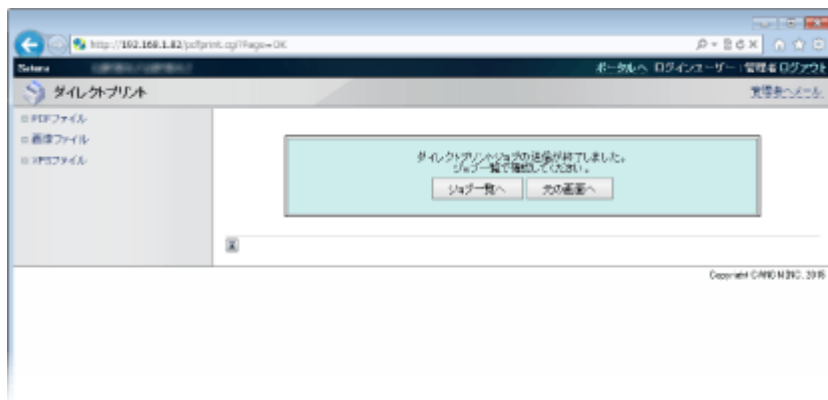 http://192.168.1.82/pdfprint.cgi?Page=OK
Satera
ポータルへ ログインユーザー: 管理者 ログアウト
ダイレクトプリント
管理者へメール
PDFファイル
画像ファイル
XPSファイル
ダイレクトプリントジョブの送信が終了しました。
ジョブ一覧で確認してください。
ジョブ一覧へ 元の画面へ
Copyright CANON INC. 2015